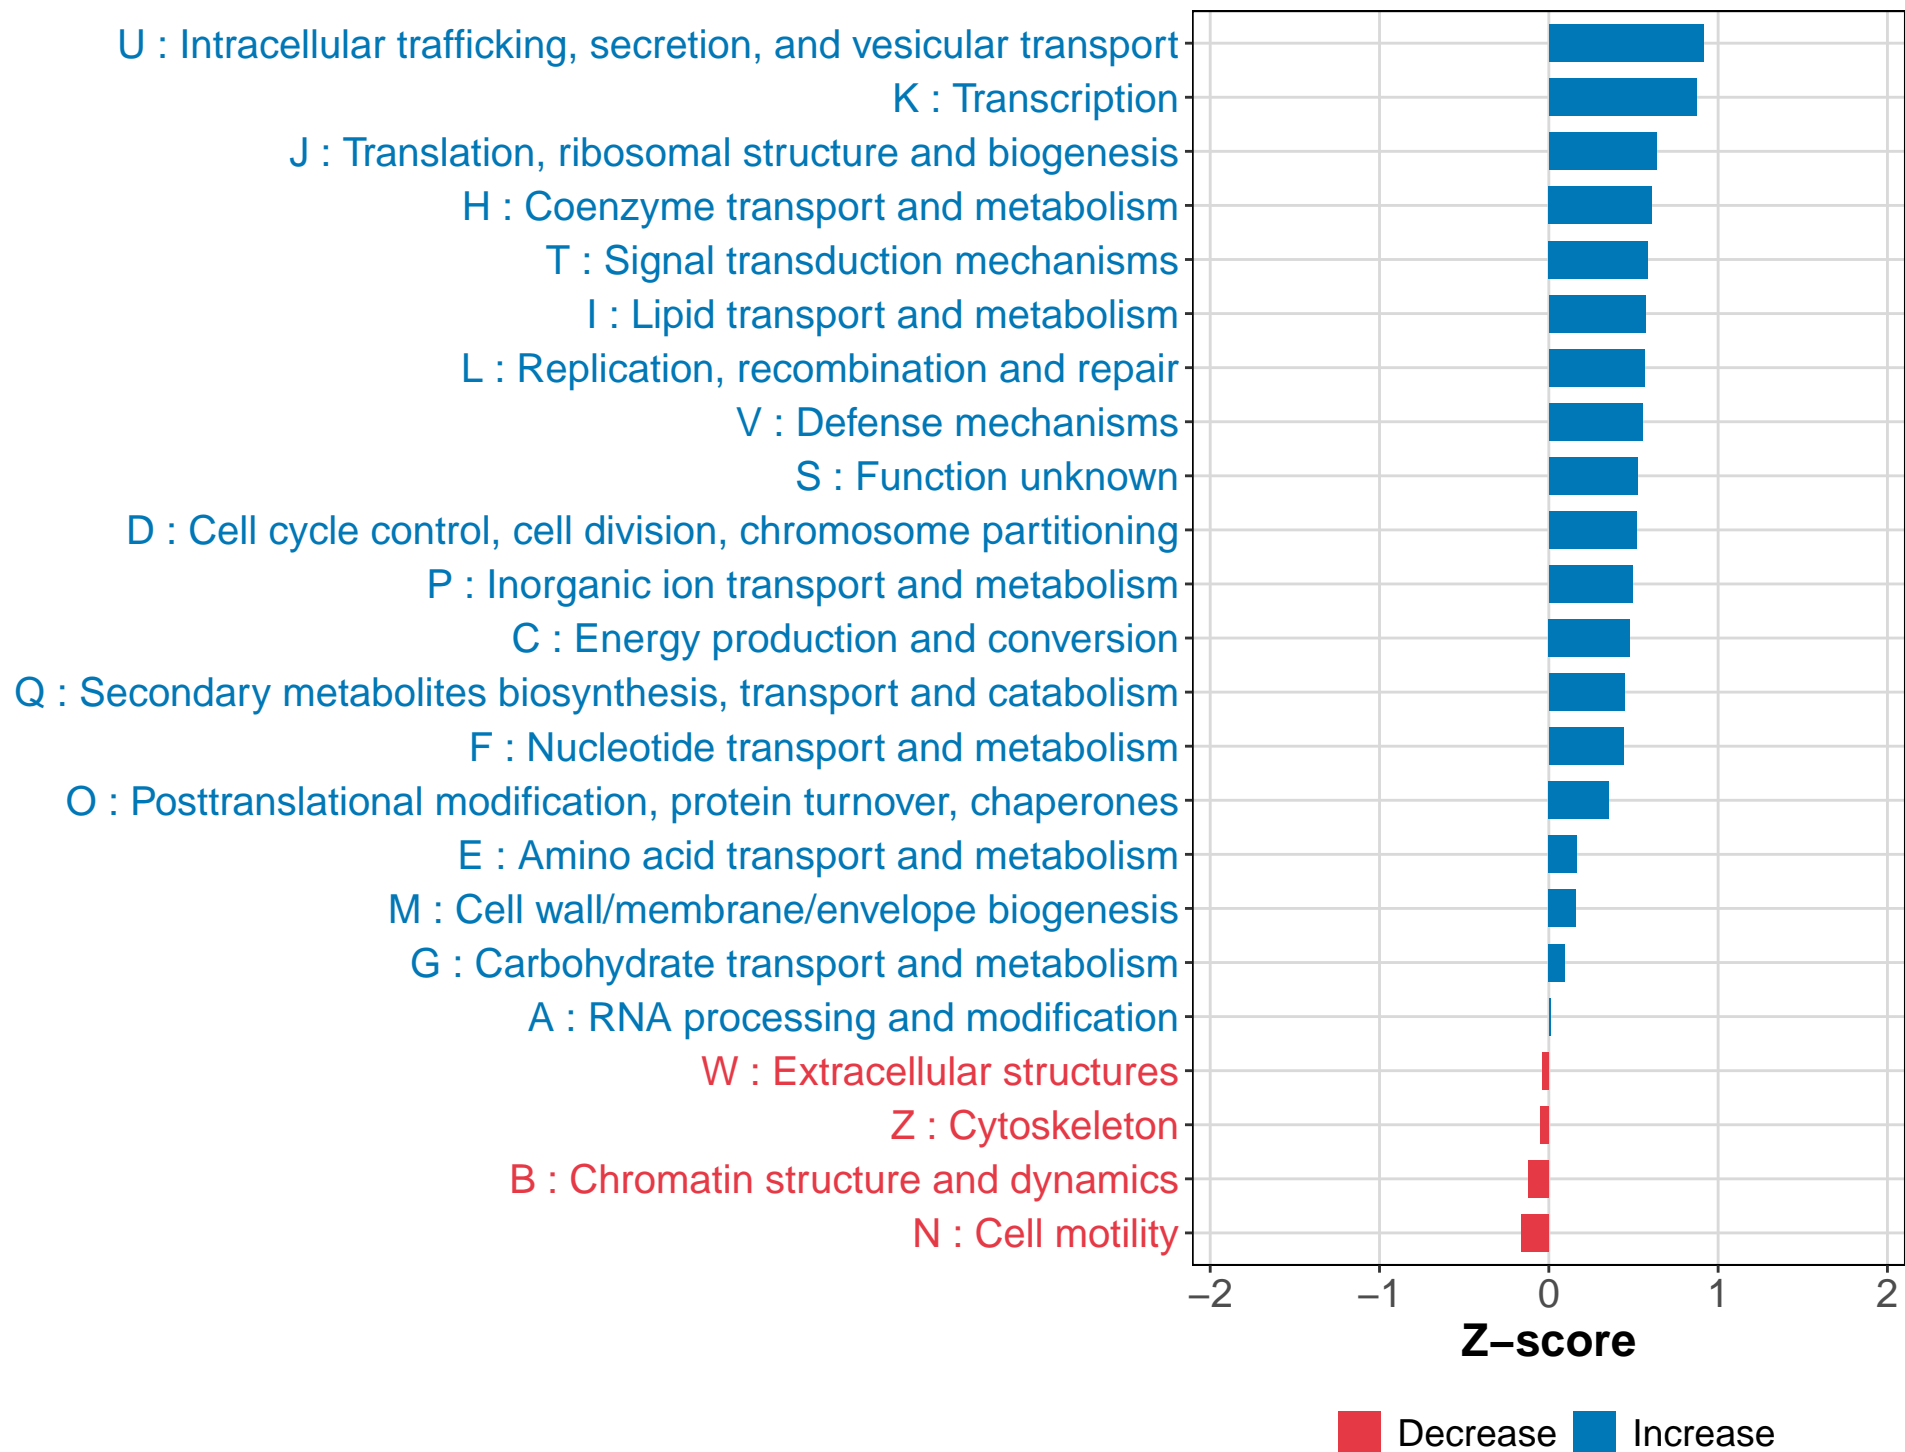 U : Intracellular trafficking, secretion, and vesicular transport
K : Transcription
J : Translation, ribosomal structure and biogenesis
H : Coenzyme transport and metabolism
T : Signal transduction mechanisms
I : Lipid transport and metabolism
L : Replication, recombination and repair
V : Defense mechanisms
S : Function unknown
D : Cell cycle control, cell division, chromosome partitioning
P : Inorganic ion transport and metabolism
C : Energy production and conversion
Q : Secondary metabolites biosynthesis, transport and catabolism
F : Nucleotide transport and metabolism
O : Posttranslational modification, protein turnover, chaperones
E : Amino acid transport and metabolism
M : Cell wall/membrane/envelope biogenesis
G : Carbohydrate transport and metabolism
A : RNA processing and modification
W : Extracellular structures
Z : Cytoskeleton
B : Chromatin structure and dynamics
N : Cell motility
−2 −1 0 1 2
Z−score
Decrease Increase